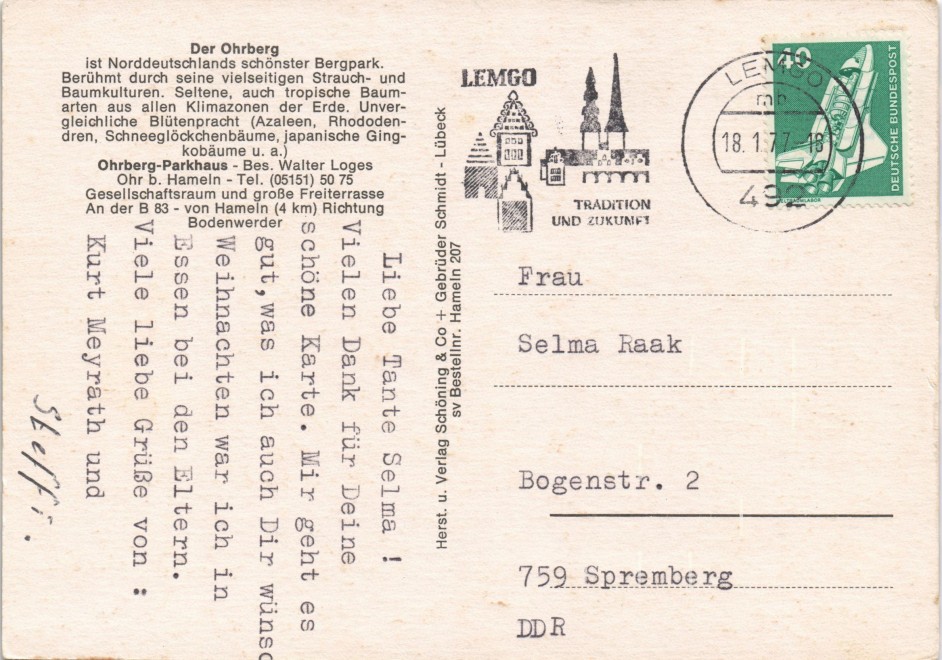 Der Ohrberg
ist Norddeutschlands schönster Bergpark.
Berühmt durch seine vielseitigen Strauch- und
Baumkulturen. Seltene, auch tropische Baum-
arten aus allen Klimazonen der Erde. Unver-
gleichliche Blütenpracht (Azaleen, Rhododen-
dren, Schneeglöckchenbäume, japanische Ging-
kobäume u. a.)
Ohrberg-Parkhaus - Bes. Walter Loges
Ohr b. Hameln - Tel. (05151) 50 75
Gesellschaftsraum und große Freiterrasse
An der B 83 - von Hameln (4 km) Richtung
Bodenwerder
Liebe Tante Selma !
Vielen Dank für Deine
schöne Karte. Mir geht es
gut,was ich auch Dir wünsc
Weihnachten war ich in
Essen bei den Eltern.
Viele liebe Grüße von :
Kurt Meyrath und
Steffi.
Herst. u. Verlag Schöning & Co + Gebrüder Schmidt - Lübeck
sv Bestellnr. Hameln 207
LEMGO
TRADITION
UND ZUKUNFT
LEMGO
mb
18.1.77-18
492
40
DEUTSCHE BUNDESPOST
Frau
Selma Raak
Bogenstr. 2
759 Spremberg
DDR